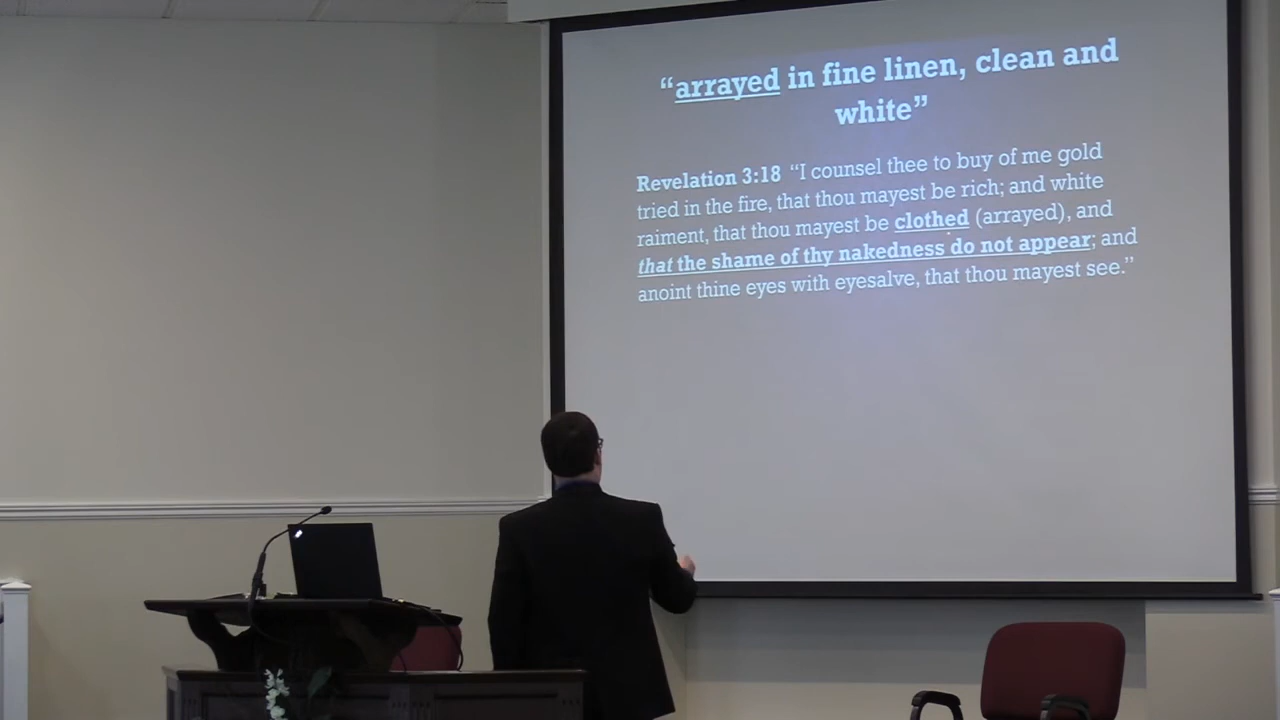 “arrayed in fine linen, clean and
white”
Revelation 3:18 “I counsel thee to buy of me gold
tried in the fire, that thou mayest be rich; and white
raiment, that thou mayest be clothed (arrayed), and
that the shame of thy nakedness do not appear; and
anoint thine eyes with eyesalve, that thou mayest see.”